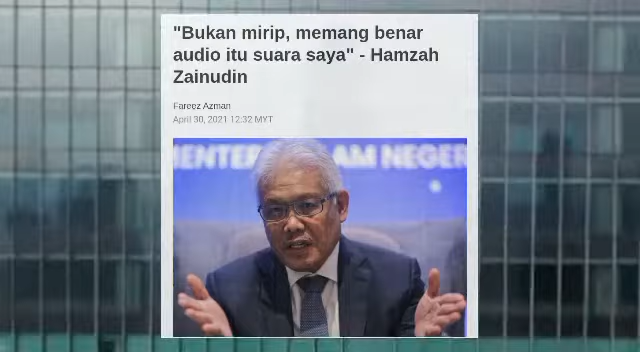 "Bukan mirip, memang benar
audio itu suara saya" - Hamzah
Zainudin
Fareez Azman
April 30, 2021 12:32 MYT
MENTERI DALAM NEGER